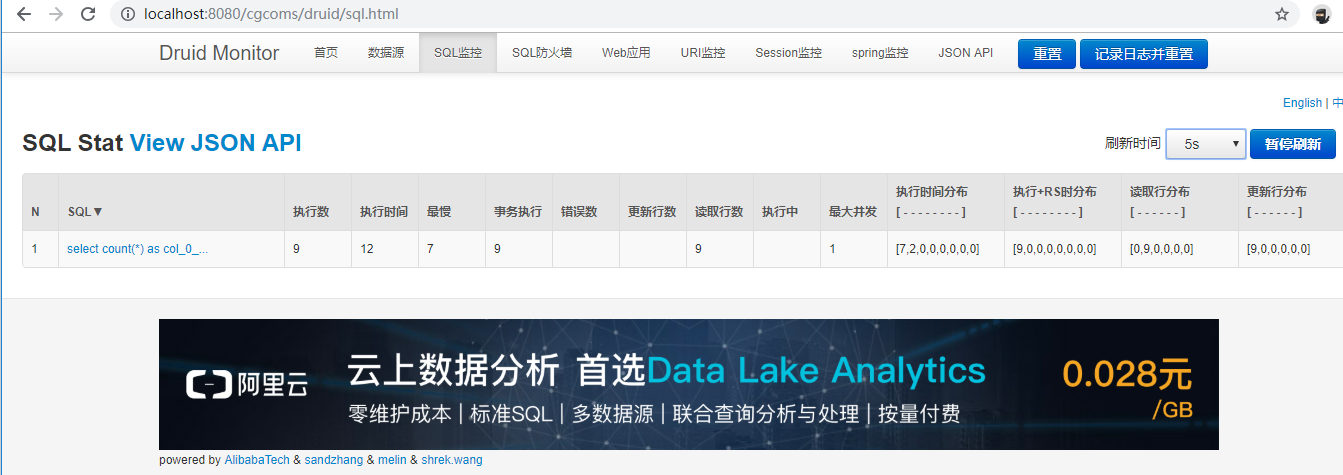 localhost:8080/cgcoms/druid/sql.html
Druid Monitor 首页 数据源 SQL监控 SQL防火墙 Web应用 URI监控 Session监控 spring监控 JSON API 重置 记录日志并重置
English | 中
SQL Stat View JSON API 刷新时间 5s 暂停刷新
N SQL▼ 执行数 执行时间 最慢 事务执行 错误数 更新行数 读取行数 执行中 最大并发 执行时间分布 执行+RS时分布 读取行分布 更新行分布
[ - - - - - - - - ] [ - - - - - - - - ] [ - - - - - - ] [ - - - - - - ]
1 select count(*) as col_0_... 9 12 7 9 9 1 [7,2,0,0,0,0,0,0] [9,0,0,0,0,0,0,0] [0,9,0,0,0,0] [9,0,0,0,0,0]
阿里云 云上数据分析 首选Data Lake Analytics 0.028元
零维护成本 | 标准SQL | 多数据源 | 联合查询分析与处理 | 按量付费 /GB
powered by AlibabaTech & sandzhang & melin & shrek.wang